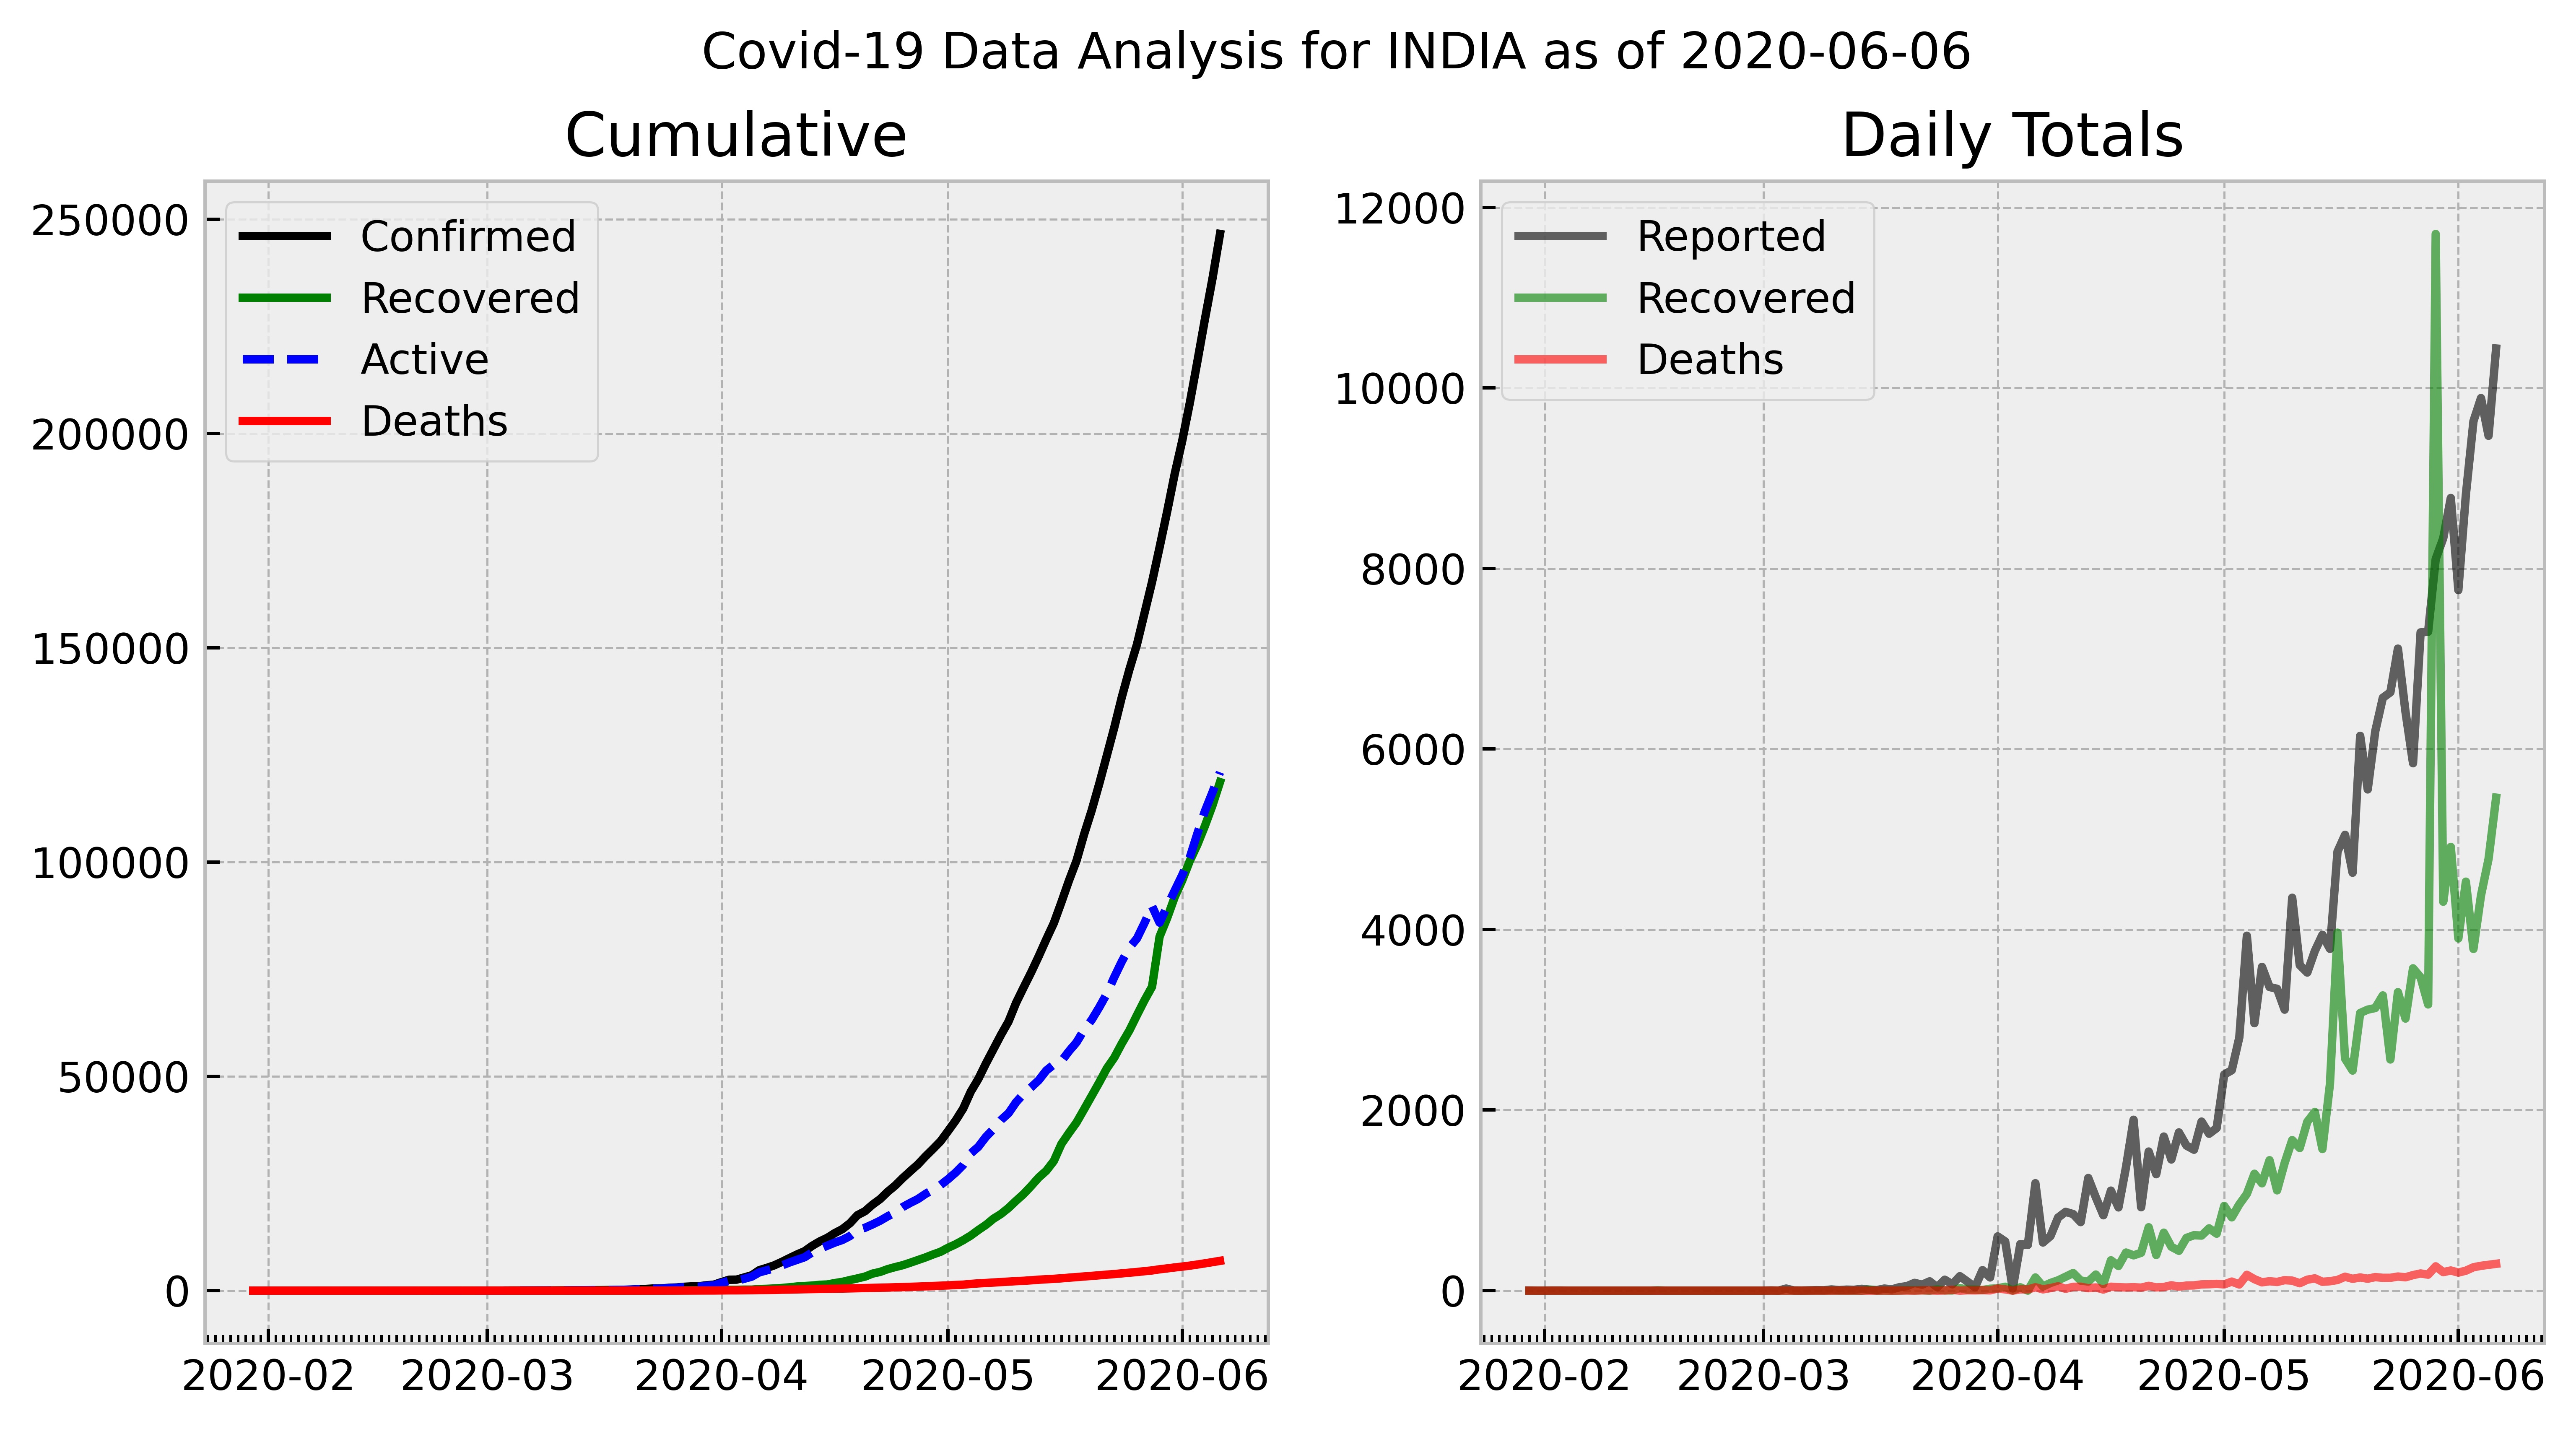 Covid-19 Data Analysis for INDIA as of 2020-06-06
Cumulative
250000
200000
150000
100000
50000
0
Confirmed
Recovered
Active
Deaths
2020-02 2020-03 2020-04 2020-05 2020-06
Daily Totals
12000
10000
8000
6000
4000
2000
0
Reported
Recovered
Deaths
2020-02 2020-03 2020-04 2020-05 2020-06